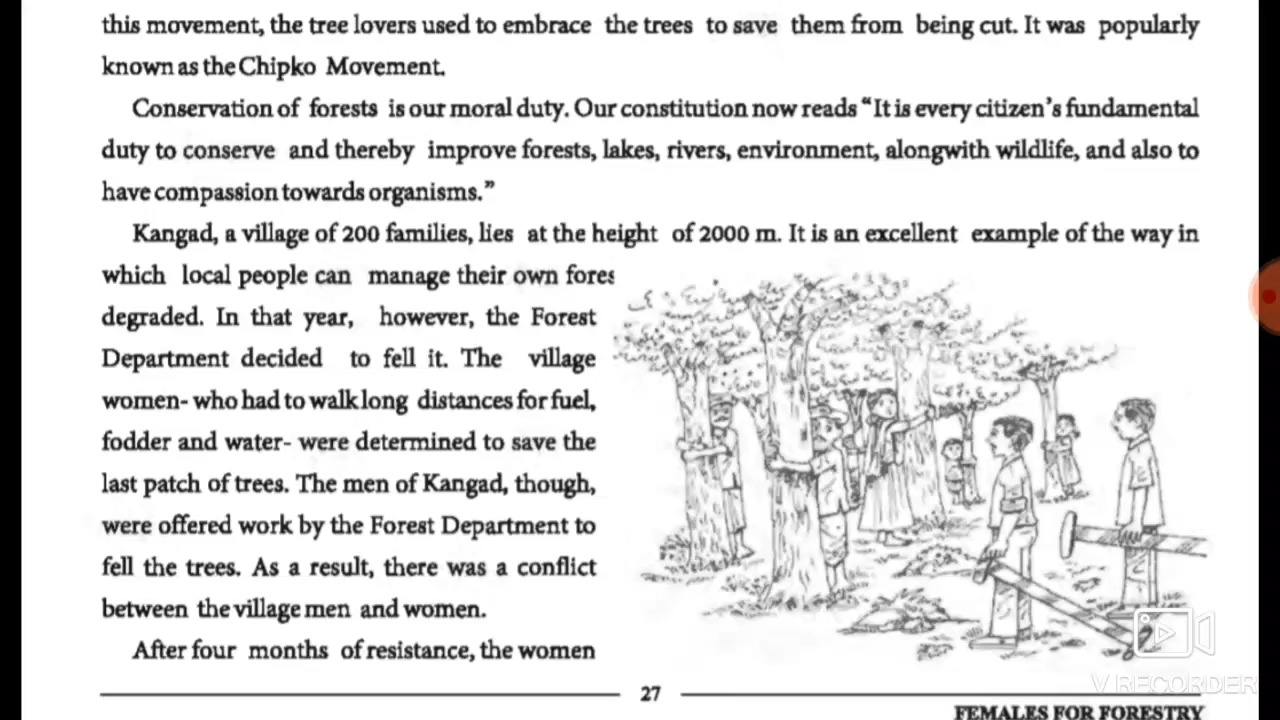 this movement, the tree lovers used to embrace the trees to save them from being cut. It was popularly
known as the Chipko Movement.
Conservation of forests is our moral duty. Our constitution now reads “It is every citizen’s fundamental
duty to conserve and thereby improve forests, lakes, rivers, environment, alongwith wildlife, and also to
have compassion towards organisms.”
Kangad, a village of 200 families, lies at the height of 2000 m. It is an excellent example of the way in
which local people can manage their own fores
degraded. In that year, however, the Forest
Department decided to fell it. The village
women- who had to walk long distances for fuel,
fodder and water- were determined to save the
last patch of trees. The men of Kangad, though,
were offered work by the Forest Department to
fell the trees. As a result, there was a conflict
between the village men and women.
After four months of resistance, the women
27
FEMALES FOR FORESTRY
V RECORDER